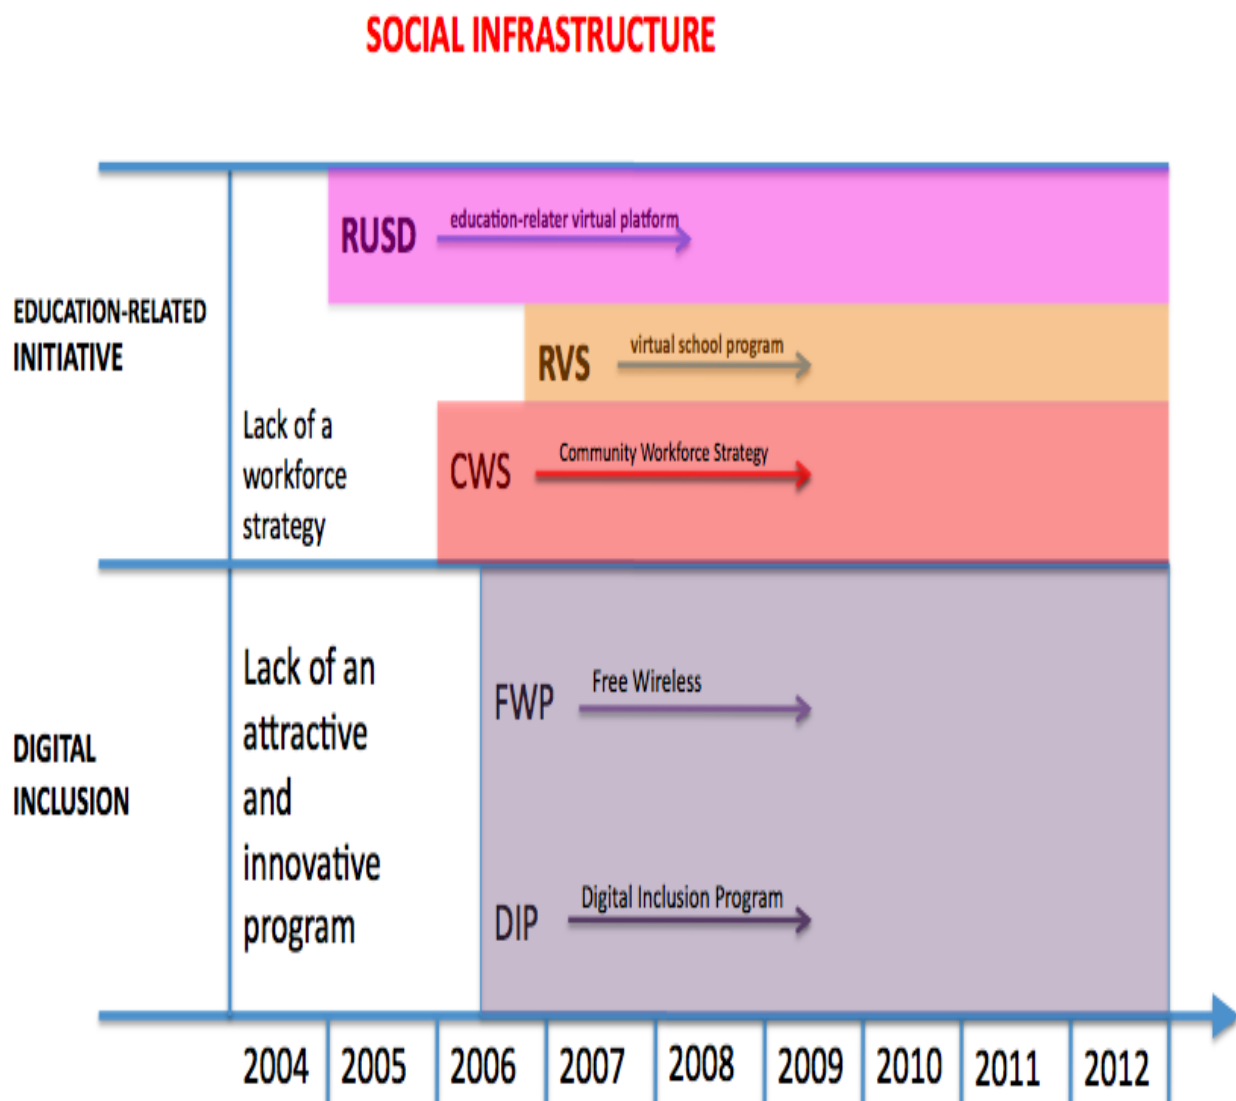 SOCIAL INFRASTRUCTURE
EDUCATION-RELATED
INITIATIVE
RUSD
education-relater virtual platform
RVS
virtual school program
Lack of a
workforce
strategy
CWS
Community Workforce Strategy
DIGITAL
INCLUSION
Lack of an
attractive
and
innovative
program
FWP
Free Wireless
DIP
Digital Inclusion Program
2004 2005 2006 2007 2008 2009 2010 2011 2012